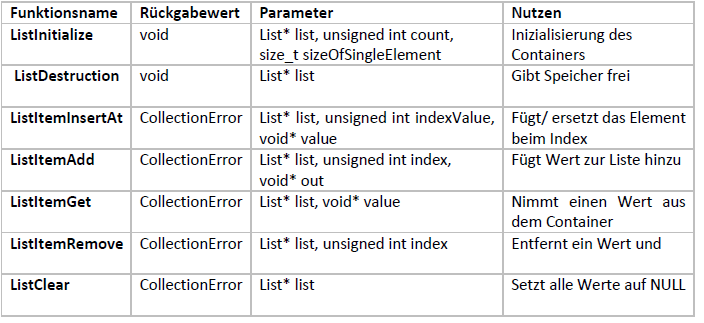 Funktionsname Rückgabewert Parameter Nutzen
ListInitialize void List* list, unsigned int count, Inizialisierung des
size_t sizeOfSingleElement Containers
ListDestruction void List* list Gibt Speicher frei
ListItemInsertAt CollectionError List* list, unsigned int indexValue, Fügt/ ersetzt das Element
void* value beim Index
ListItemAdd CollectionError List* list, unsigned int index, Fügt Wert zur Liste hinzu
void* out
ListItemGet CollectionError List* list, void* value Nimmt einen Wert aus
dem Container
ListItemRemove CollectionError List* list, unsigned int index Entfernt ein Wert und
ListClear CollectionError List* list Setzt alle Werte auf NULL